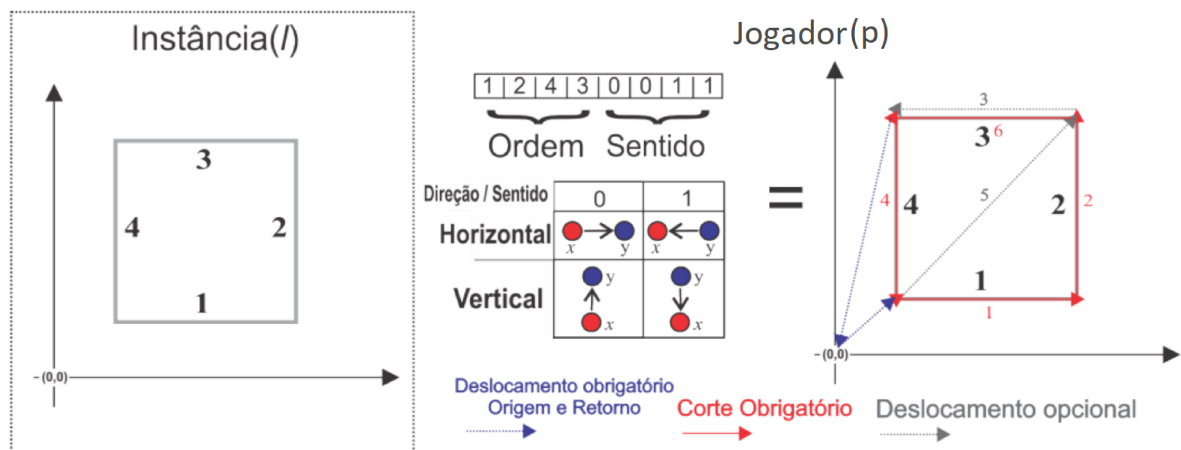 Instância(I)
3
4
2
1
(0,0)
1|2|4|3|0|0|1|1
Ordem Sentido
Direção / Sentido
0
1
Horizontal
x
y
x
y
Vertical
y
x
y
x
=
Jogador(p)
3
3
6
4
4
5
2
2
1
1
(0,0)
Deslocamento obrigatório
Origem e Retorno
Corte Obrigatório
Deslocamento opcional